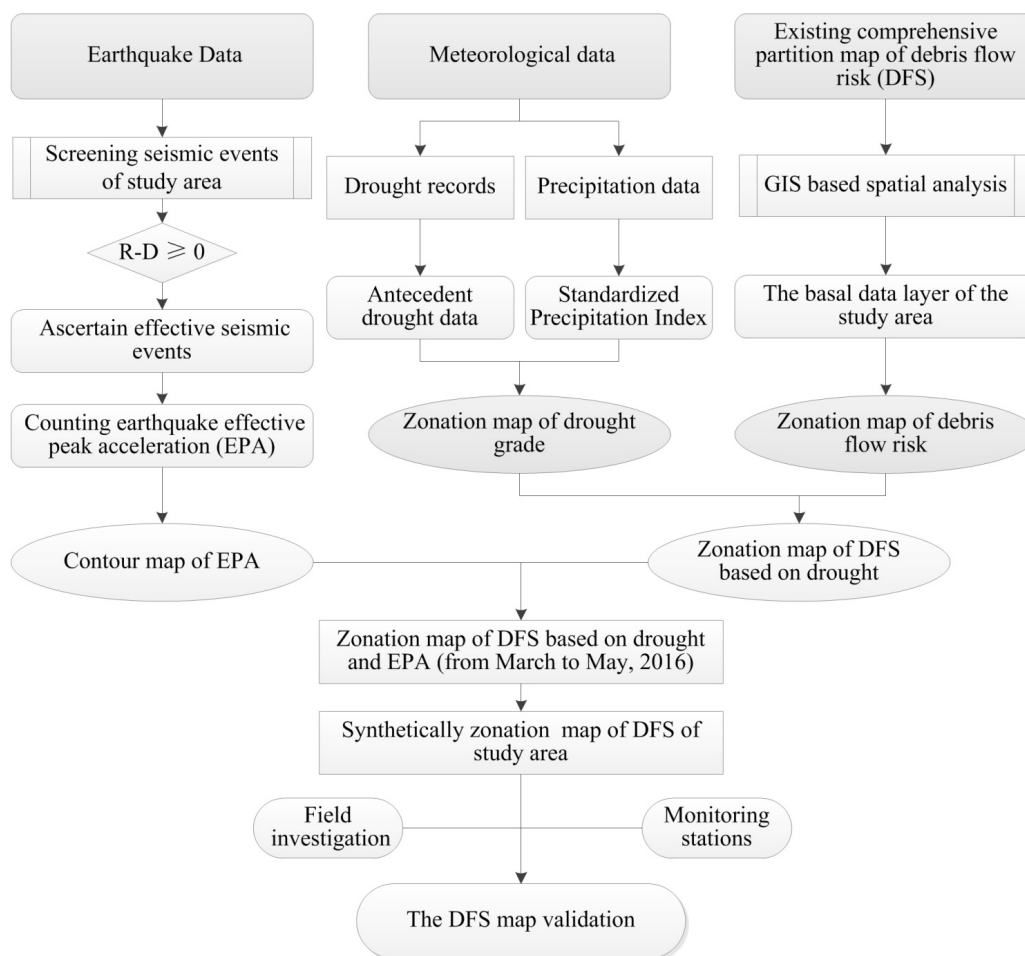 Earthquake Data
Meteorological data
Existing comprehensive
partition map of debris flow
risk (DFS)
Screening seismic events
of study area
Drought records
Precipitation data
GIS based spatial analysis
R-D ⩾ 0
Antecedent
drought data
Standardized
Precipitation Index
The basal data layer of the
study area
Ascertain effective seismic
events
Counting earthquake effective
peak acceleration (EPA)
Zonation map of drought
grade
Zonation map of debris
flow risk
Contour map of EPA
Zonation map of DFS
based on drought
Zonation map of DFS based on drought
and EPA (from March to May, 2016)
Synthetically zonation map of DFS of
study area
Field
investigation
Monitoring
stations
The DFS map validation